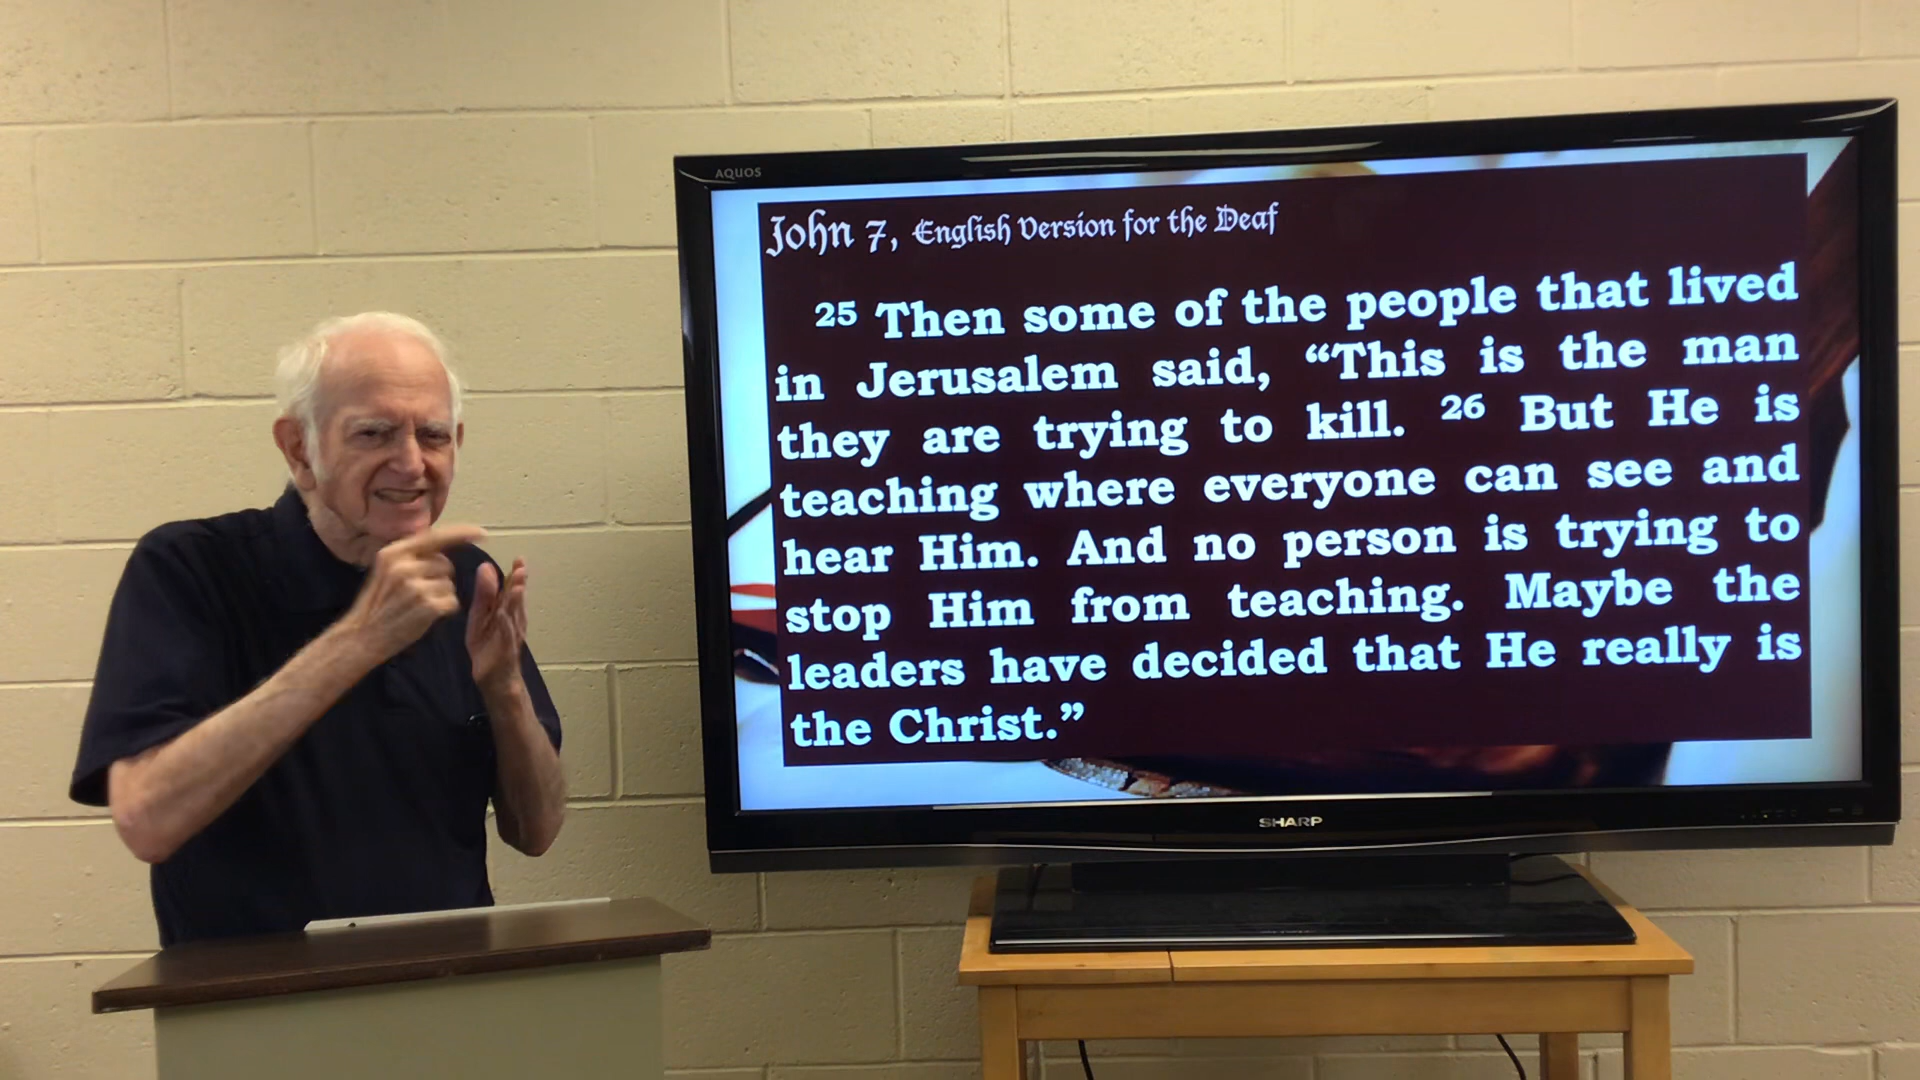 AQUOS
John 7, English Version for the Deaf
25 Then some of the people that lived
in Jerusalem said, “This is the man
they are trying to kill. 26 But He is
teaching where everyone can see and
hear Him. And no person is trying to
stop Him from teaching. Maybe the
leaders have decided that He really is
the Christ.”
SHARP